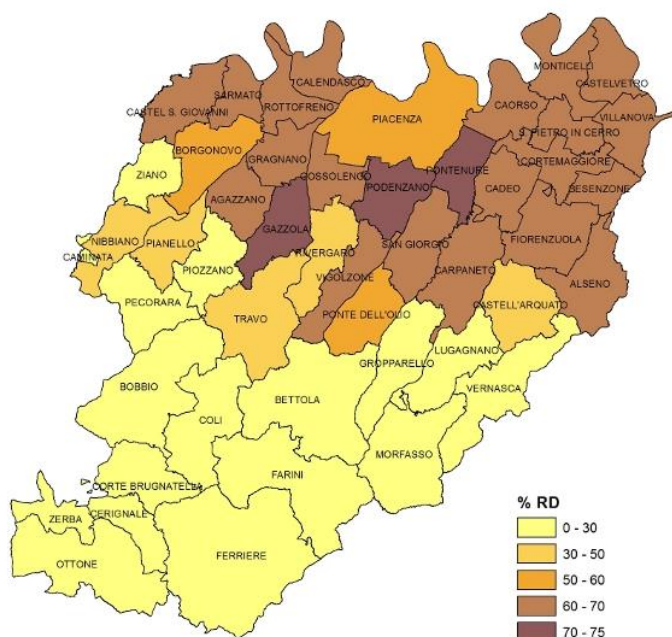 MONTICELLI
CALENDASCO
CASTELVETRO
SARMATO
ROTTOFRENO
CAORSO
CASTEL S. GIOVANNI
VILLANOVA
PIACENZA
S. PIETRO IN CERRO
BORGONOVO
GRAGNANO
CORTEMAGGIORE
ZIANO
GOSSOLENGO
PONTENURE
PODENZANO
CADEO
BESENZONE
AGAZZANO
GAZZOLA
FIORENZUOLA
NIBBIANO
PIANELLO
SAN GIORGIO
RIVERGARO
CAMINATA
PIOZZANO
VIGOLZONE
CARPANETO
ALSENO
PECORARA
CASTELL'ARQUATO
TRAVO
PONTE DELL'OLIO
LUGAGNANO
GROPPARELLO
BOBBIO
VERNASCA
BETTOLA
COLI
MORFASSO
FARINI
CORTE BRUGNATELLA
CERIGNALE
ZERBA
FERRIERE
OTTONE
% RD
0 - 30
30 - 50
50 - 60
60 - 70
70 - 75